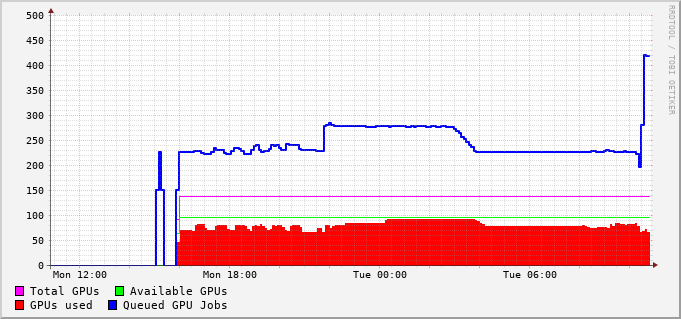 500
450
400
350
300
250
200
150
100
50
0
Mon 12:00 Mon 18:00 Tue 00:00 Tue 06:00
Total GPUs Available GPUs
GPUs used Queued GPU Jobs
RRDTOOL / TOBI OETIKER